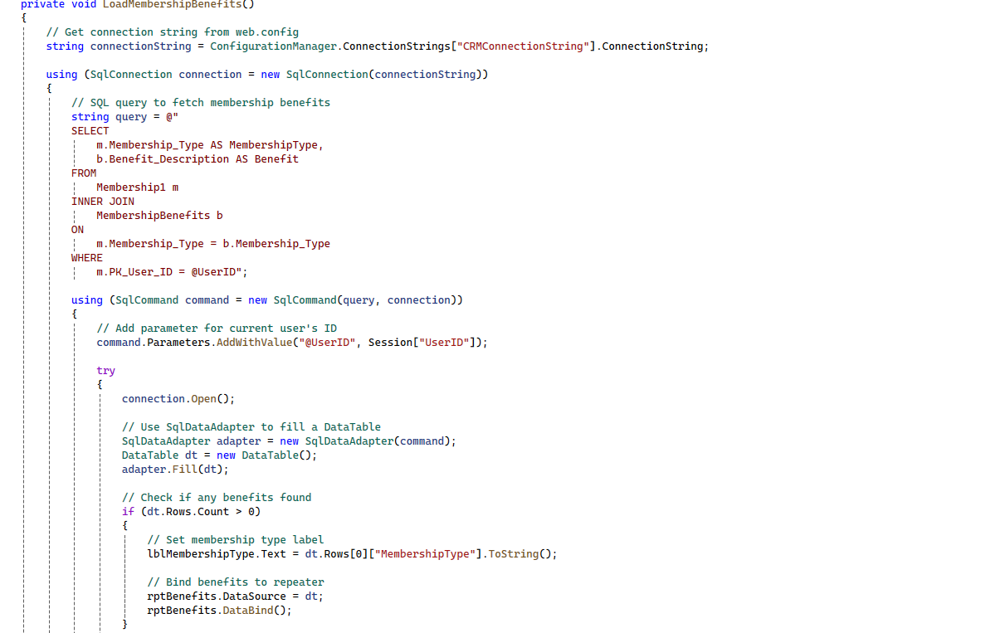 private void LoadMembershipBenefits()
{
// Get connection string from web.config
string connectionString = ConfigurationManager.ConnectionStrings["CRMConnectionString"].ConnectionString;
using (SqlConnection connection = new SqlConnection(connectionString))
{
// SQL query to fetch membership benefits
string query = @"
SELECT
m.Membership_Type AS MembershipType,
b.Benefit_Description AS Benefit
FROM
Membership1 m
INNER JOIN
MembershipBenefits b
ON
m.Membership_Type = b.Membership_Type
WHERE
m.PK_User_ID = @UserID";
using (SqlCommand command = new SqlCommand(query, connection))
{
// Add parameter for current user's ID
command.Parameters.AddWithValue("@UserID", Session["UserID"]);
try
{
connection.Open();
// Use SqlDataAdapter to fill a DataTable
SqlDataAdapter adapter = new SqlDataAdapter(command);
DataTable dt = new DataTable();
adapter.Fill(dt);
// Check if any benefits found
if (dt.Rows.Count > 0)
{
// Set membership type label
lblMembershipType.Text = dt.Rows[0]["MembershipType"].ToString();
// Bind benefits to repeater
rptBenefits.DataSource = dt;
rptBenefits.DataBind();
}